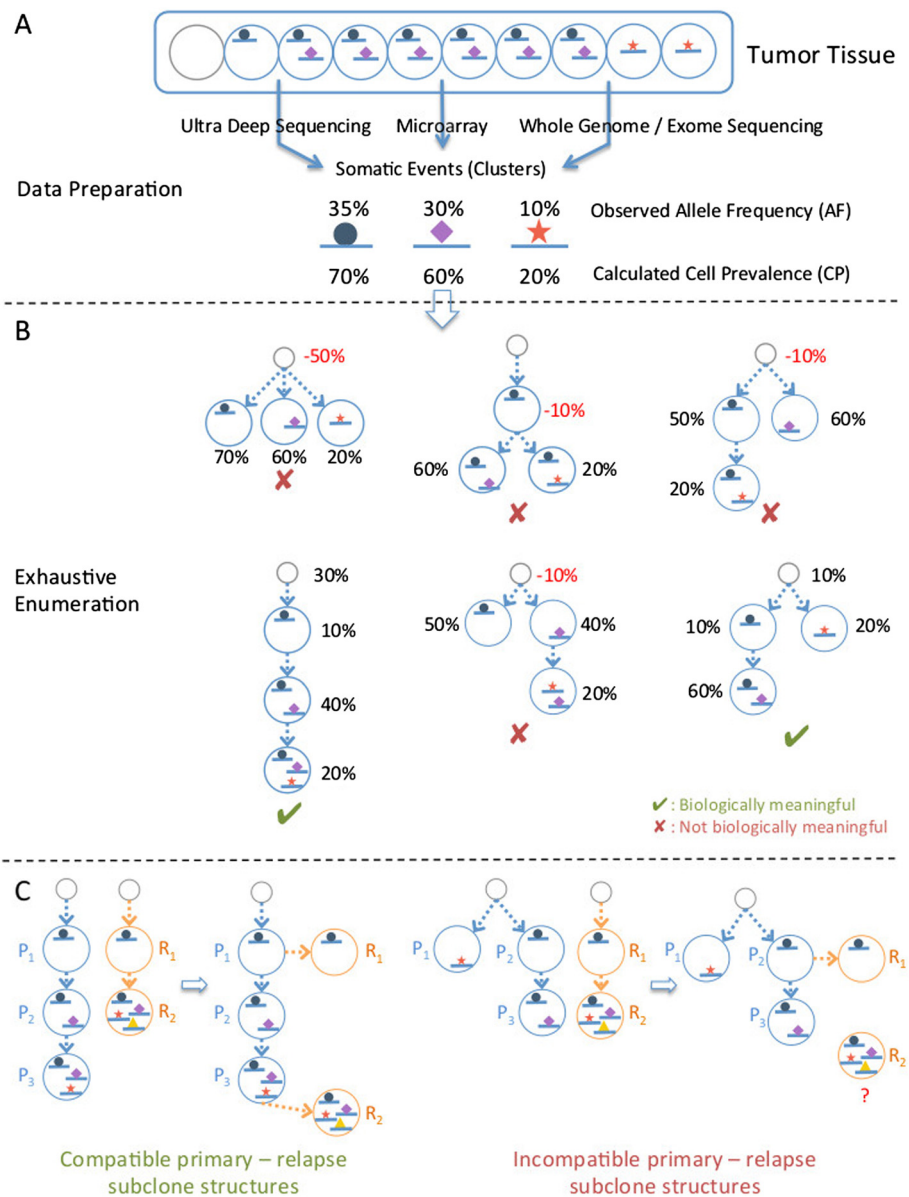 A
Tumor Tissue
Ultra Deep Sequencing Microarray Whole Genome / Exome Sequencing
Somatic Events (Clusters)
Data Preparation
35% 30% 10% Observed Allele Frequency (AF)
70% 60% 20% Calculated Cell Prevalence (CP)
B
-50% -10%
-10%
50% 60%
70% 60% 20%
60% 20%
20%
Exhaustive
Enumeration
30% -10% 10%
10% 50% 40% 10% 20%
40% 20% 60%
20%
: Biologically meaningful
: Not biologically meaningful
C
P1 R1 P1 R1 P1 P2 R1 P1 P2 R1
P2 R2 P2 P3 R2 P3
P3 P3 R2 R2
?
Compatible primary – relapse
subclone structures
Incompatible primary – relapse
subclone structures